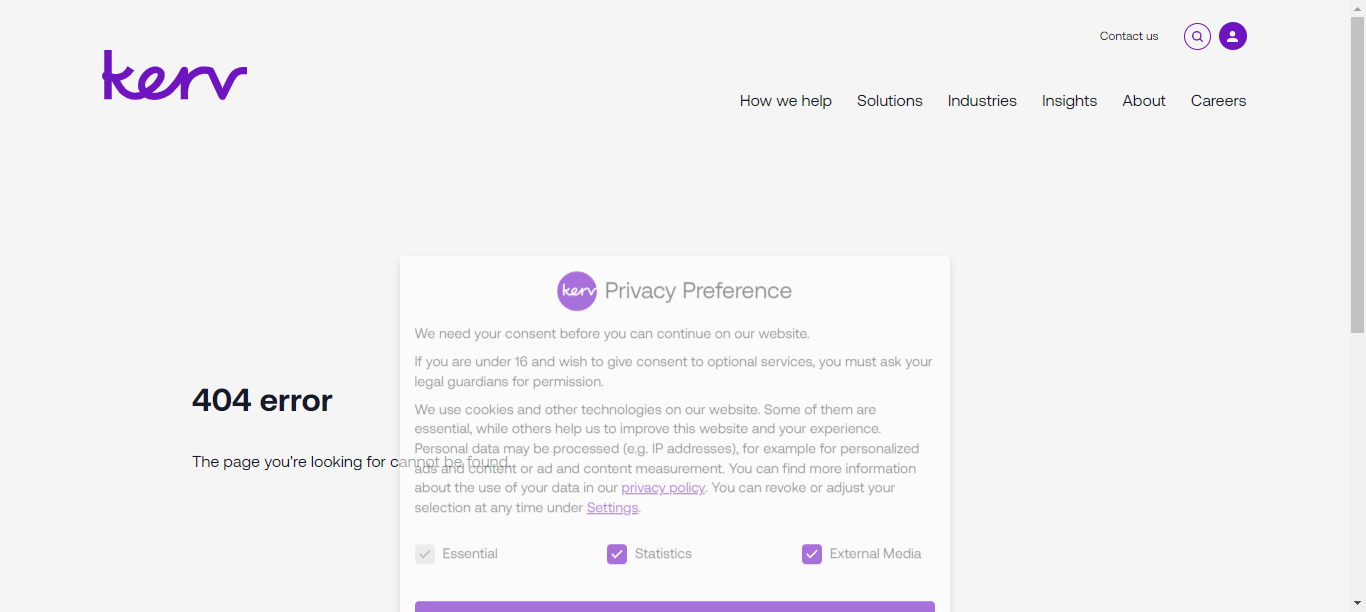 Contact us
kerv
How we help Solutions Industries Insights About Careers
kerv Privacy Preference
We need your consent before you can continue on our website.
If you are under 16 and wish to give consent to optional services, you must ask your
legal guardians for permission.
404 error
We use cookies and other technologies on our website. Some of them are
essential, while others help us to improve this website and your experience.
Personal data may be processed (e.g. IP addresses), for example for personalized
The page you're looking for cannot be found.
ads and content or ad and content measurement. You can find more information
about the use of your data in our privacy policy. You can revoke or adjust your
selection at any time under Settings.
Essential Statistics External Media